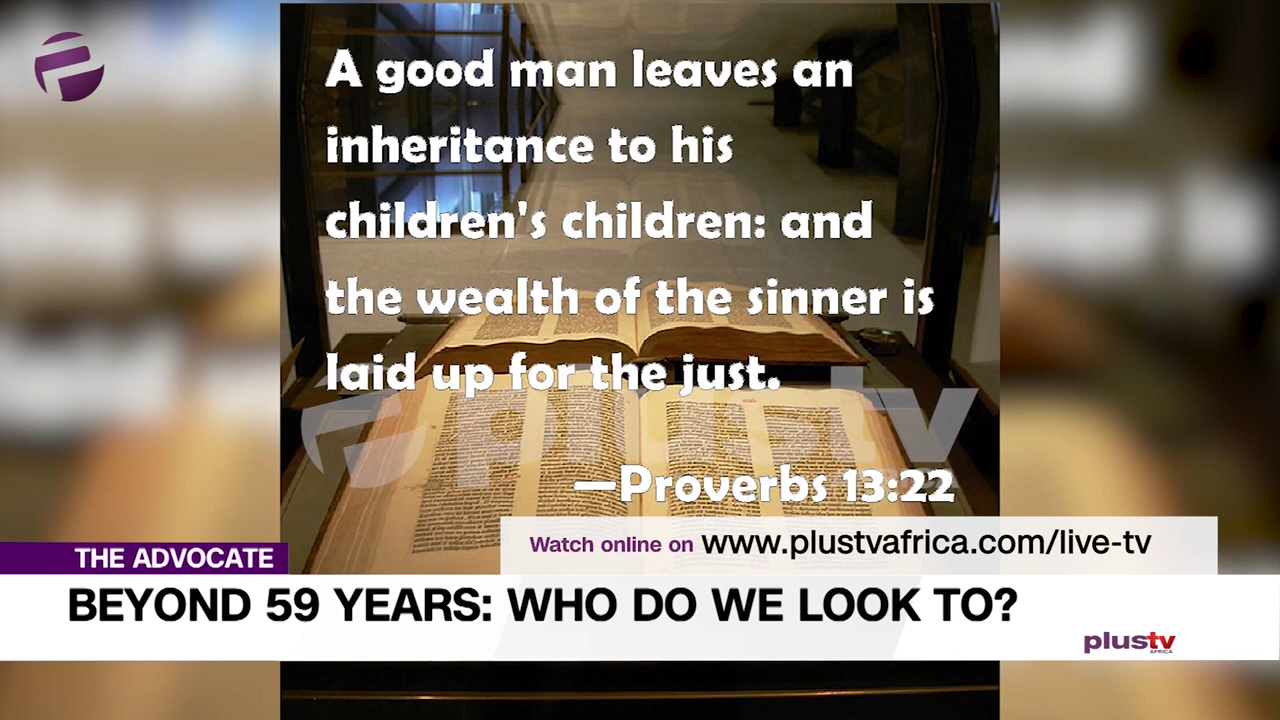 A good man leaves an
inheritance to his
children's children: and
the wealth of the sinner is
laid up for the just.
plustv
—Proverbs 13:22
Watch online on www.plustvafrica.com/live-tv
THE ADVOCATE
BEYOND 59 YEARS: WHO DO WE LOOK TO?
plustv
AFRICA